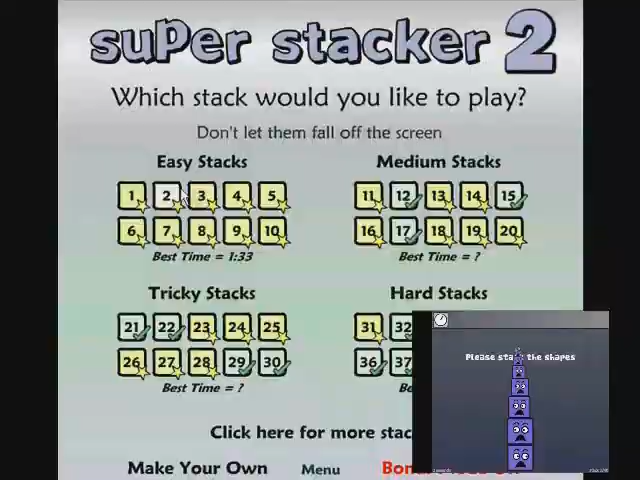 super stacker 2
Which stack would you like to play?
Don't let them fall off the screen
Easy Stacks
1 2 3 4 5
6 7 8 9 10
Best Time = 1:33
Medium Stacks
11 12 13 14 15
16 17 18 19 20
Best Time = ?
Tricky Stacks
21 22 23 24 25
26 27 28 29 30
Best Time = ?
Hard Stacks
31 32
36 37
Be
Please stack the shapes
Click here for more stac
Make Your Own
Menu